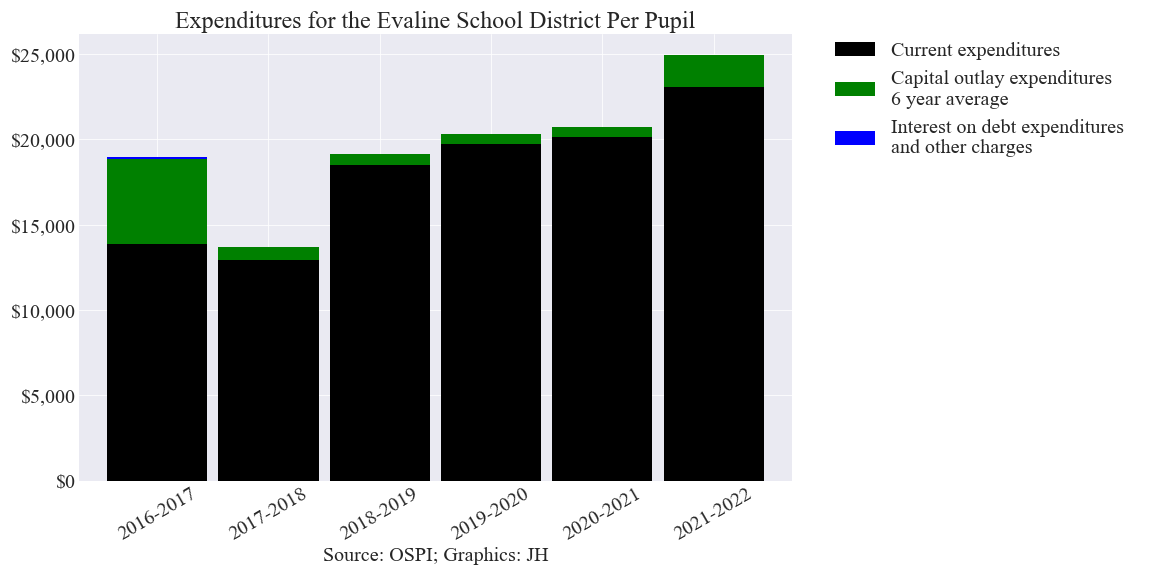 Expenditures for the Evaline School District Per Pupil
$25,000
$20,000
$15,000
$10,000
$5,000
$0
2016-2017
2017-2018
2018-2019
2019-2020
2020-2021
2021-2022
Source: OSPI; Graphics: JH
Current expenditures
Capital outlay expenditures
6 year average
Interest on debt expenditures
and other charges